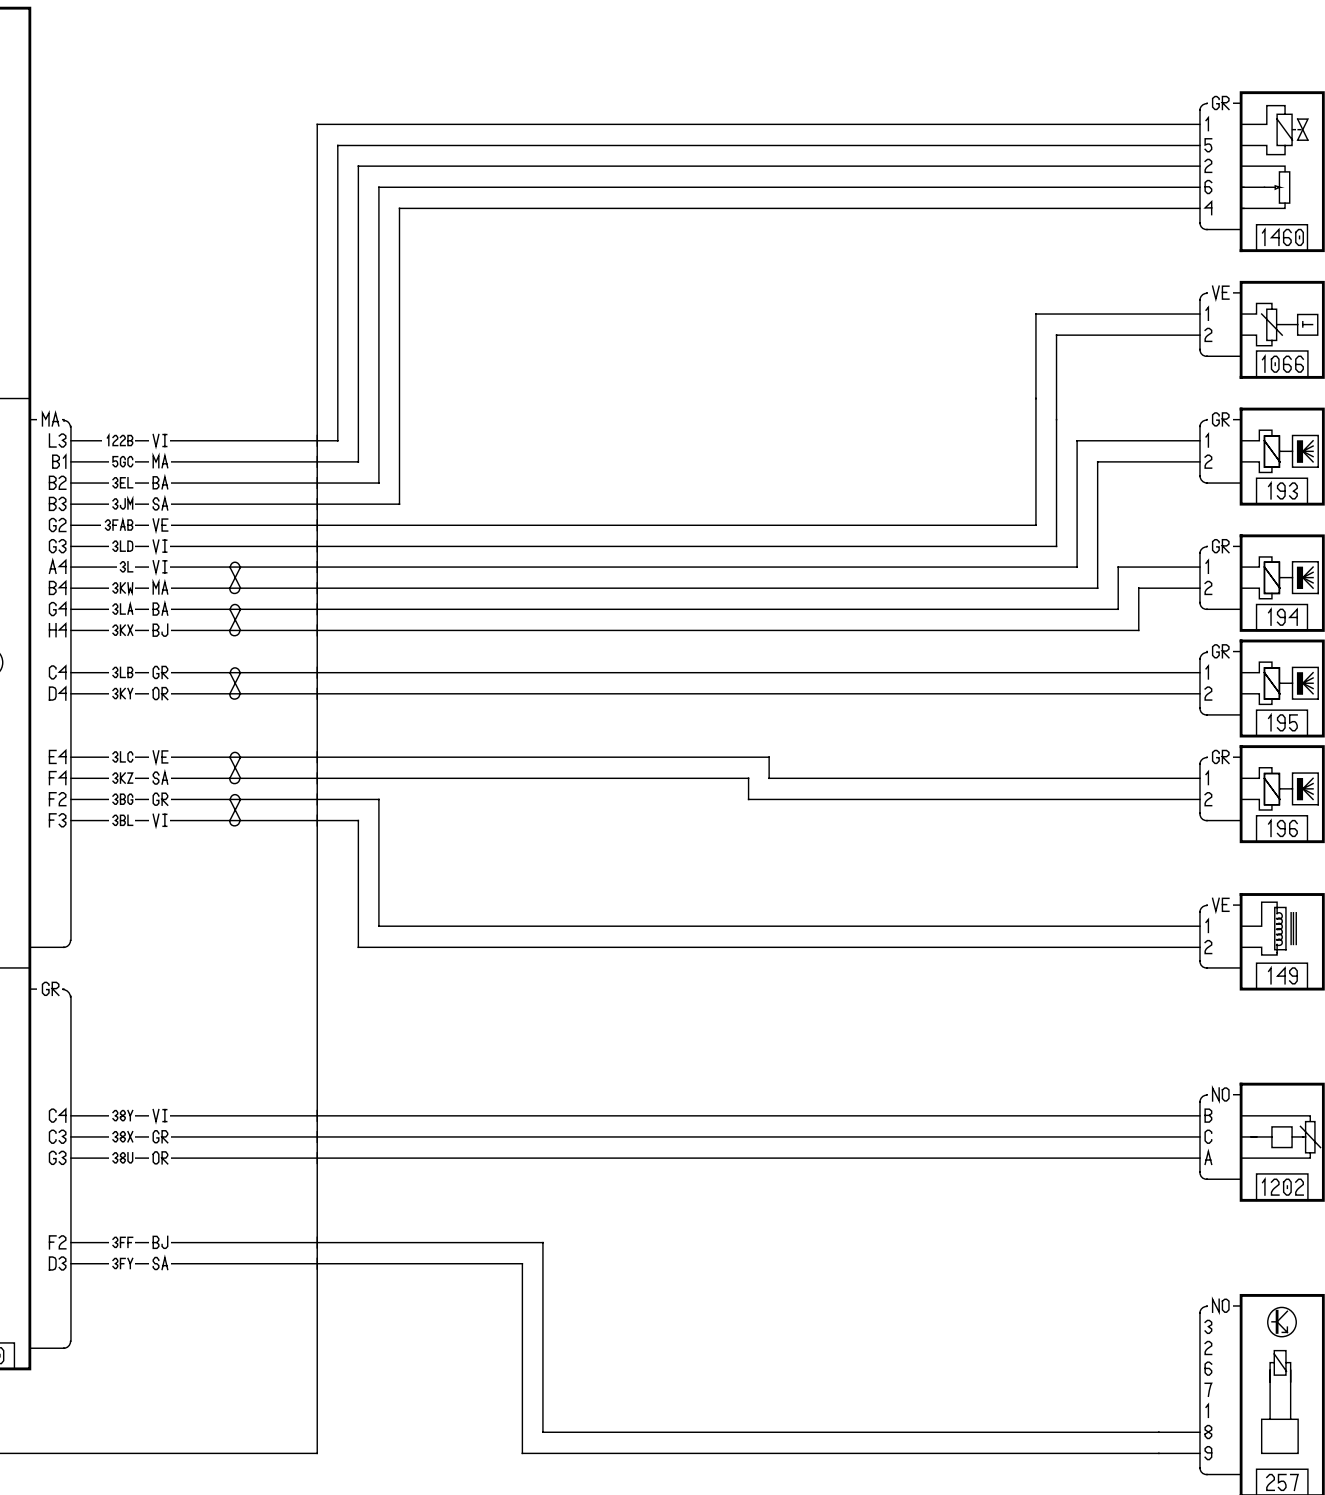 GR
1
5
2
6
4
1460
VE
1
2
1066
MA
L3 122B VI
B1 5GC MA
B2 3EL BA
B3 3JM SA
G2 3FAB VE
G3 3LD VI
A4 3L VI
B4 3KW MA
G4 3LA BA
H4 3KX BJ
C4 3LB GR
D4 3KY OR
E4 3LC VE
F4 3KZ SA
F2 3BG GR
F3 3BL VI
GR
1
2
193
GR
1
2
194
GR
1
2
195
GR
1
2
196
VE
1
2
149
GR
C4 38Y VI
C3 38X GR
G3 38U OR
F2 3FF BJ
D3 3FY SA
NO
B
C
A
1202
NO
3
2
6
7
1
8
9
257
T